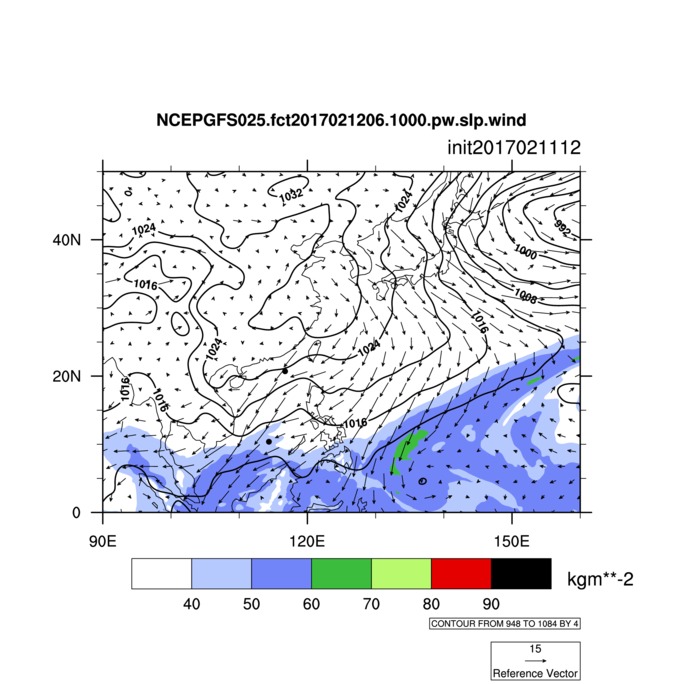 NCEPGFS025.fct2017021206.1000.pw.slp.wind
init2017021112
1032
1024
0
1024
992
40N
1000
1016
1008
1016
1024
1024
20N
1016
1016
1016
0
90E 120E 150E
40 50 60 70 80 90 kgm**-2
CONTOUR FROM 948 TO 1084 BY 4
15
Reference Vector